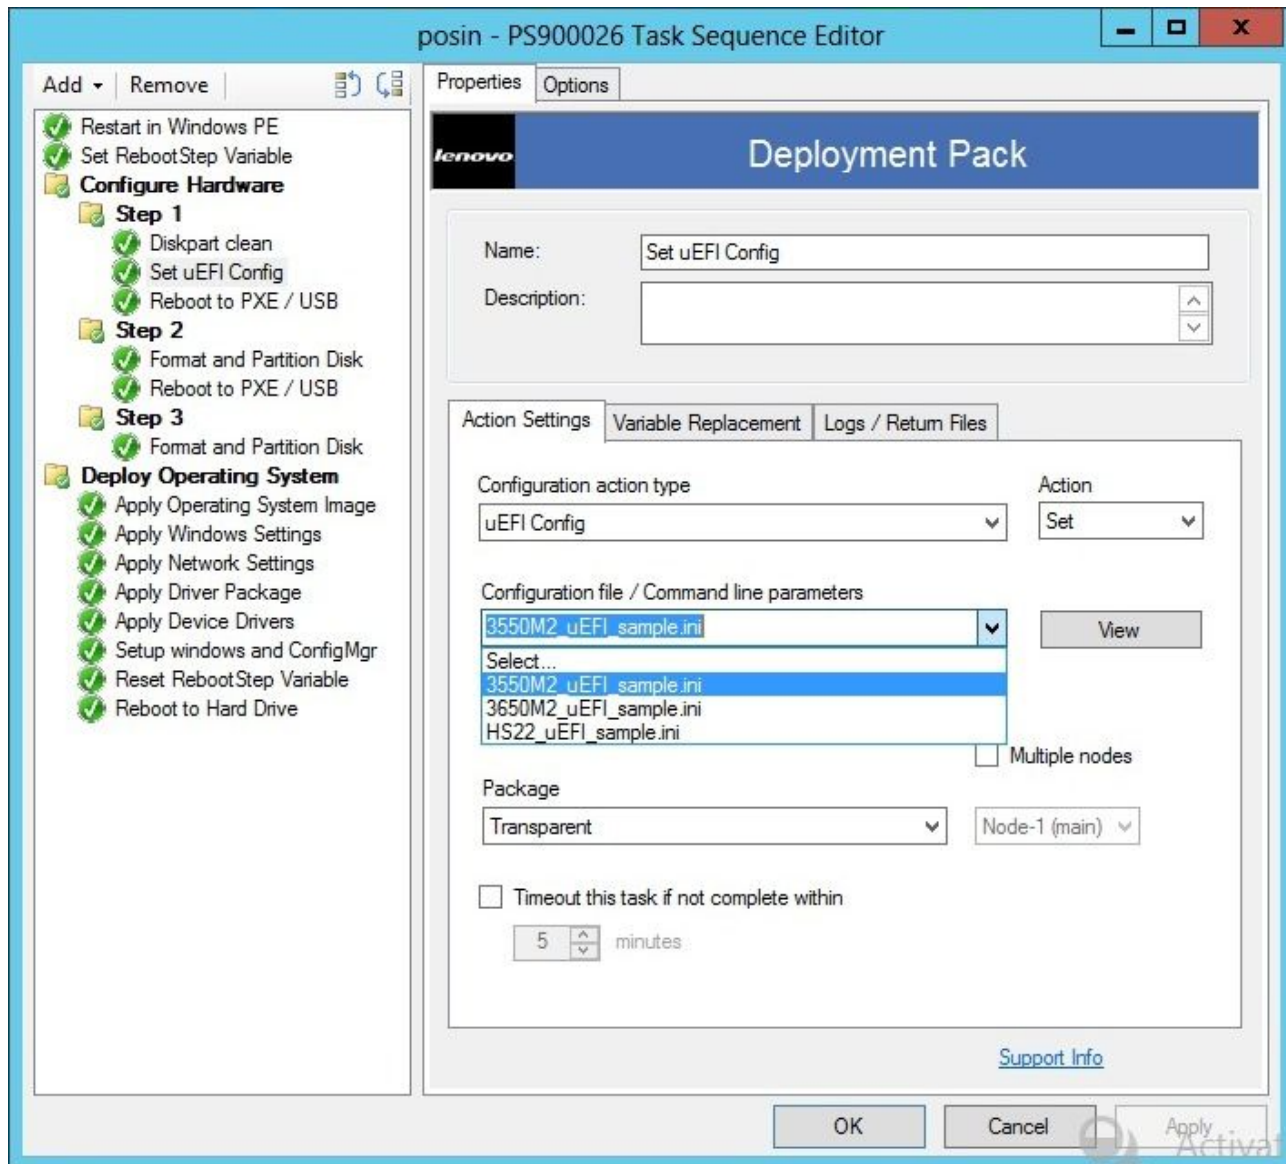 posin - PS900026 Task Sequence Editor
Add
Remove
Restart in Windows PE
Set RebootStep Variable
Configure Hardware
Step 1
Diskpart clean
Set uEFI Config
Reboot to PXE / USB
Step 2
Format and Partition Disk
Reboot to PXE / USB
Step 3
Format and Partition Disk
Deploy Operating System
Apply Operating System Image
Apply Windows Settings
Apply Network Settings
Apply Driver Package
Apply Device Drivers
Setup windows and ConfigMgr
Reset RebootStep Variable
Reboot to Hard Drive
Properties
Options
lenovo
Deployment Pack
Name:
Set uEFI Config
Description:
Action Settings
Variable Replacement
Logs / Return Files
Configuration action type
Action
uEFI Config
Set
Configuration file / Command line parameters
3550M2_uEFI_sample.ini
View
Select...
3550M2_uEFI_sample.ini
3650M2_uEFI_sample.ini
HS22_uEFI_sample.ini
Multiple nodes
Package
Transparent
Node-1 (main)
Timeout this task if not complete within
5
minutes
Support Info
OK
Cancel
Apply
Activat